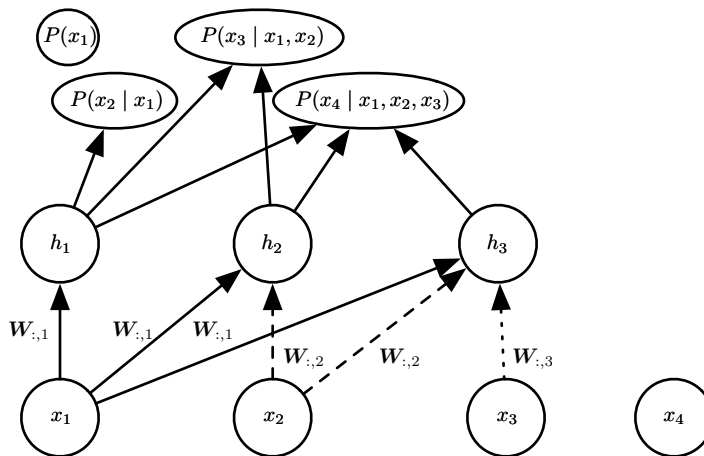 P(x₁)
P(x₃ | x₁, x₂)
P(x₂ | x₁)
P(x₄ | x₁, x₂, x₃)
h₁
h₂
h₃
W:,₁
W:,₁
W:,₁
W:,₂
W:,₂
W:,₃
x₁
x₂
x₃
x₄